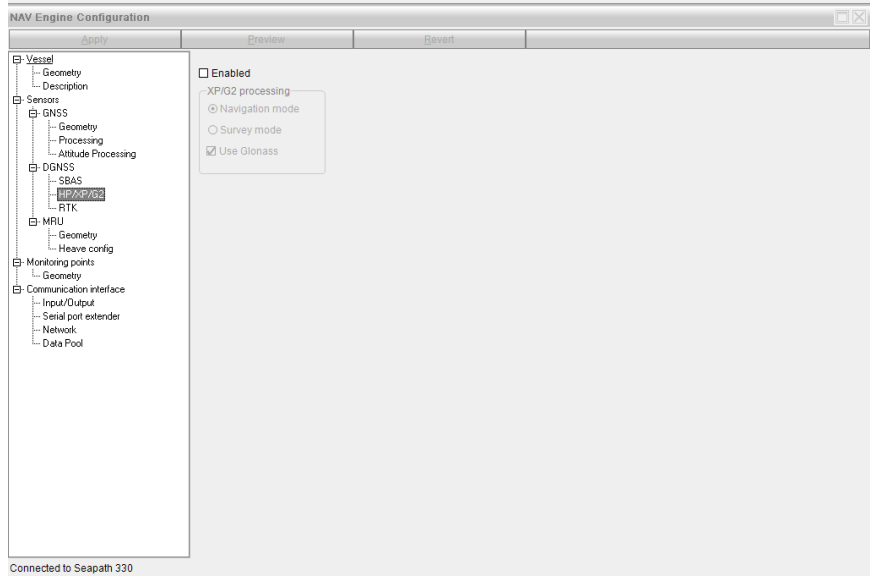 NAV Engine Configuration
Apply Preview Revert
Vessel
Geometry
Description
Sensors
GNSS
Geometry
Processing
Attitude Processing
DGNSS
SBAS
HP/XP/G2
RTK
MRU
Geometry
Heave config
Monitoring points
Geometry
Communication interface
Input/Output
Serial port extender
Network
Data Pool
Enabled
XP/G2 processing
Navigation mode
Survey mode
Use Glonass
Connected to Seapath 330